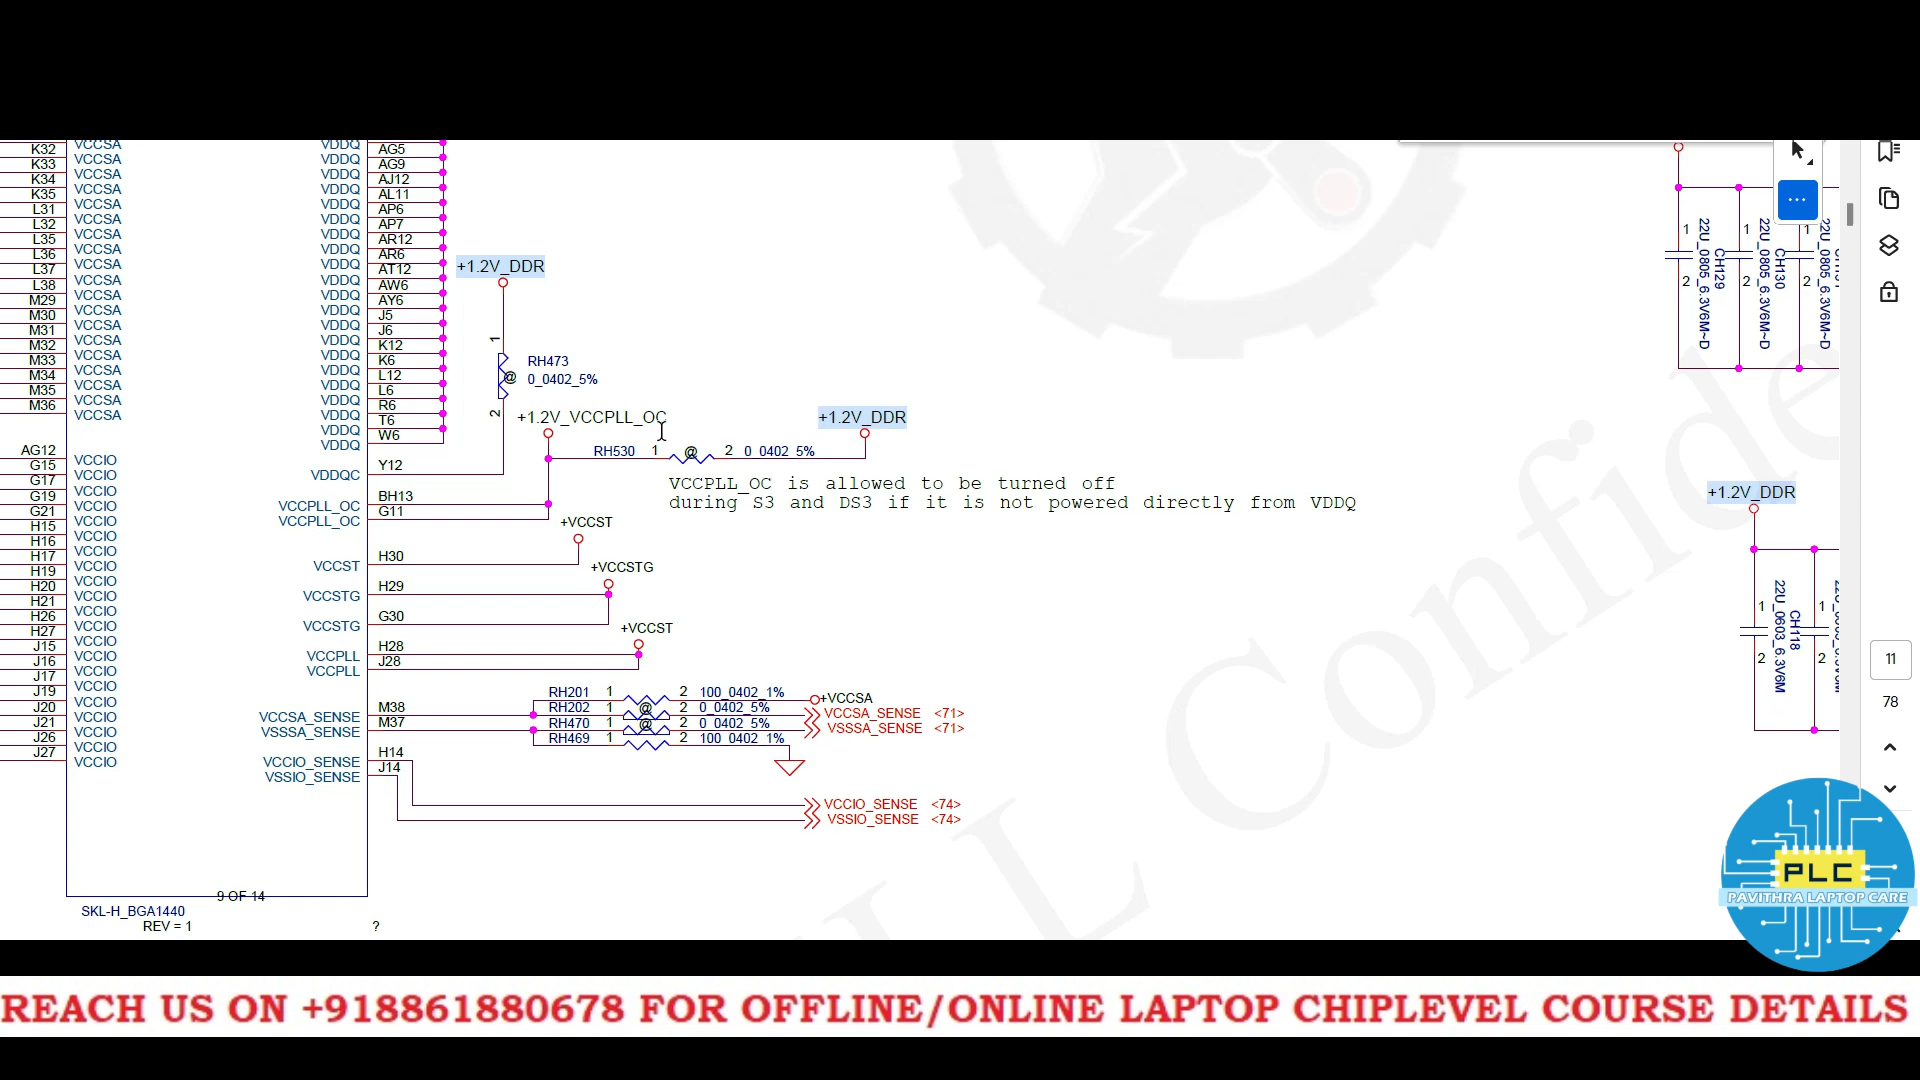 K32 VCCSA VDDQ AG5
K33 VCCSA VDDQ AG9
K34 VCCSA VDDQ AJ12
K35 VCCSA VDDQ AL11
L31 VCCSA VDDQ AP6
L32 VCCSA VDDQ AP7
L35 VCCSA VDDQ AR12
L36 VCCSA VDDQ AR6
L37 VCCSA VDDQ AT12
L38 VCCSA VDDQ AW6
M29 VCCSA VDDQ AY6
M30 VCCSA VDDQ J5
M31 VCCSA VDDQ J6
M32 VCCSA VDDQ K12
M33 VCCSA VDDQ K6
M34 VCCSA VDDQ L12
M35 VCCSA VDDQ L6
M36 VCCSA VDDQ R6
VCCSA VDDQ T6
VDDQ W6
VDDQ
AG12 VCCIO
G15 VCCIO VDDQC Y12
G17 VCCIO
G19 VCCIO VCCPLL_OC BH13
G21 VCCIO VCCPLL_OC G11
H15 VCCIO
H16 VCCIO
H17 VCCIO VCCST H30
H19 VCCIO
H20 VCCIO VCCSTG H29
H21 VCCIO
H26 VCCIO VCCSTG G30
H27 VCCIO
J15 VCCIO VCCPLL H28
J16 VCCIO VCCPLL J28
J17 VCCIO
J19 VCCIO
J20 VCCIO VCCSA_SENSE M38
J21 VCCIO VSSSA_SENSE M37
J26 VCCIO
J27 VCCIO VCCIO_SENSE H14
VSSIO_SENSE J14
+1.2V_DDR
1
RH473
@ 0_0402_5%
2
+1.2V_VCCPLL_OC +1.2V_DDR
RH530 1 @ 2 0_0402_5%
VCCPLL_OC is allowed to be turned off
during S3 and DS3 if it is not powered directly from VDDQ
+VCCST
+VCCSTG
+VCCST
RH201 1 2 100_0402_1% +VCCSA
RH202 1 @ 2 0_0402_5% VCCSA_SENSE <71>
RH470 1 @ 2 0_0402_5% VSSSA_SENSE <71>
RH469 1 2 100_0402_1%
VCCIO_SENSE <74>
VSSIO_SENSE <74>
9 OF 14
SKL-H_BGA1440
REV = 1
?
1 2 22U_0805_6.3V6M~D CH129
1 2 22U_0805_6.3V6M~D CH130
1 2 22U_0805_6.3V6M~D
+1.2V_DDR
1 2 22U_0603_6.3V6M CH118
1 2
11
78
L Confide
PLC
PAVITHRA LAPTOP CARE
REACH US ON +918861880678 FOR OFFLINE/ONLINE LAPTOP CHIPLEVEL COURSE DETAILS